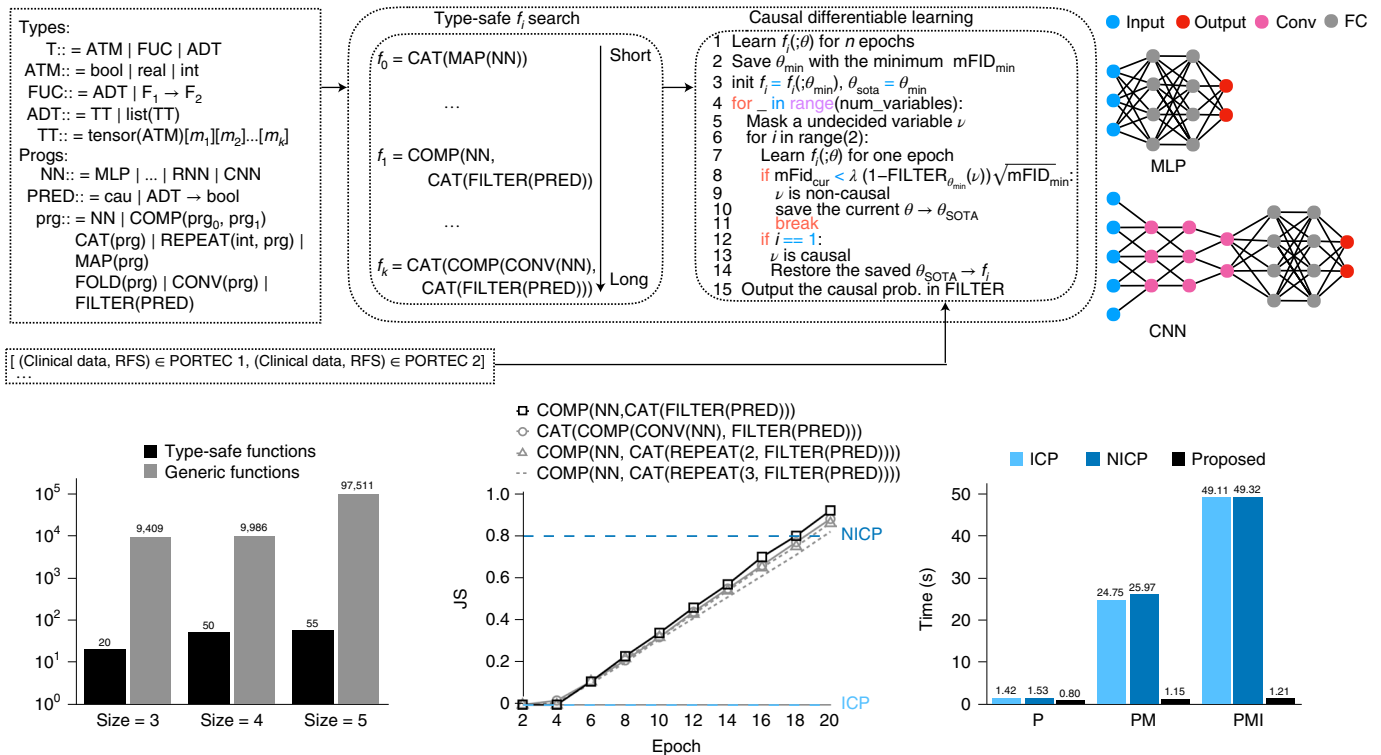 Types:
T:: = ATM | FUC | ADT
ATM:: = bool | real | int
FUC:: = ADT | F₁ → F₂
ADT:: = TT | list(TT)
TT:: = tensor(ATM)[m₁][m₂]...[mₖ]
Progs:
NN:: = MLP | ... | RNN | CNN
PRED:: = cau | ADT → bool
prg:: = NN | COMP(prg₀, prg₁)
CAT(prg) | REPEAT(int, prg) |
MAP(prg)
FOLD(prg) | CONV(prg) |
FILTER(PRED)
Type-safe fᵢ search
f₀ = CAT(MAP(NN))
...
f₁ = COMP(NN,
CAT(FILTER(PRED))
...
fₖ = CAT(COMP(CONV(NN),
CAT(FILTER(PRED)))
Short
Long
Causal differentiable learning
1 Learn fᵢ(;θ) for n epochs
2 Save θmin with the minimum mFIDmin
3 init fᵢ = fᵢ(;θmin), θsota = θmin
4 for _ in range(num_variables):
5 Mask a undecided variable ν
6 for i in range(2):
7 Learn fᵢ(;θ) for one epoch
8 if mFidcur < λ (1–FILTERθmin(ν))√mFIDmin:
9 ν is non-causal
10 save the current θ → θSOTA
11 break
12 if i == 1:
13 ν is causal
14 Restore the saved θSOTA → fᵢ
15 Output the causal prob. in FILTER
Input Output Conv FC
MLP
CNN
[ (Clinical data, RFS) ∈ PORTEC 1, (Clinical data, RFS) ∈ PORTEC 2]
...
Type-safe functions
Generic functions
10⁵
10⁴
10³
10²
10¹
10⁰
20
9,409
50
9,986
55
97,511
Size = 3 Size = 4 Size = 5
COMP(NN,CAT(FILTER(PRED)))
CAT(COMP(CONV(NN), FILTER(PRED)))
COMP(NN, CAT(REPEAT(2, FILTER(PRED))))
COMP(NN, CAT(REPEAT(3, FILTER(PRED))))
1.0
0.8
0.6
0.4
0.2
0
JS
NICP
ICP
2 4 6 8 10 12 14 16 18 20
Epoch
ICP NICP Proposed
50
40
30
20
10
0
Time (s)
1.42 1.53 0.80
24.75 25.97 1.15
49.11 49.32 1.21
P PM PMI